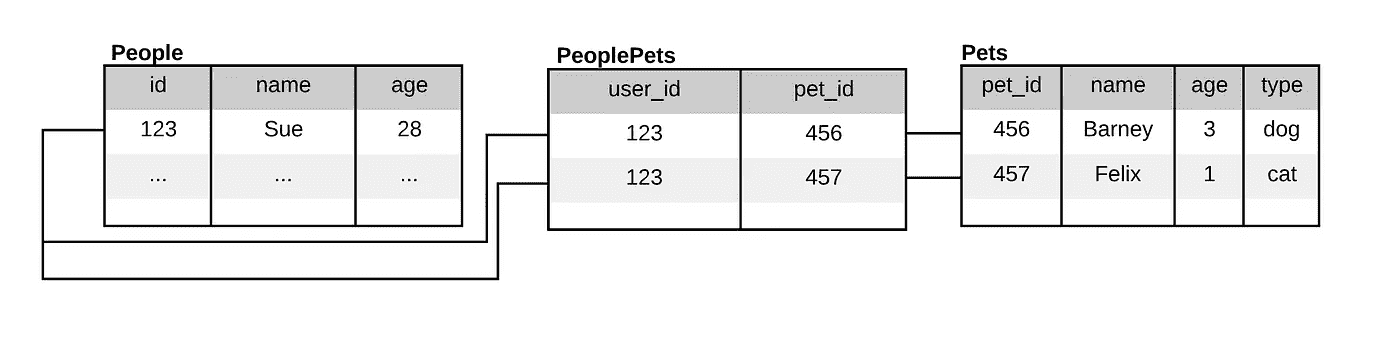 People
id name age
123 Sue 28
... ... ...
PeoplePets
user_id pet_id
123 456
123 457
Pets
pet_id name age type
456 Barney 3 dog
457 Felix 1 cat